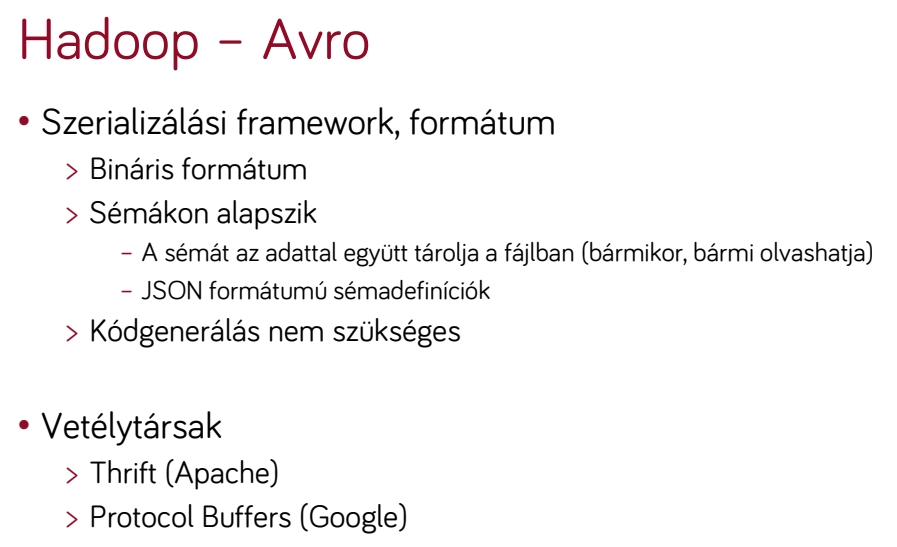 Hadoop – Avro
• Szerializálási framework, formátum
> Bináris formátum
> Sémákon alapszik
– A sémát az adattal együtt tárolja a fájlban (bármikor, bármi olvashatja)
– JSON formátumú sémadefiníciók
> Kódgenerálás nem szükséges
• Vetélytársak
> Thrift (Apache)
> Protocol Buffers (Google)